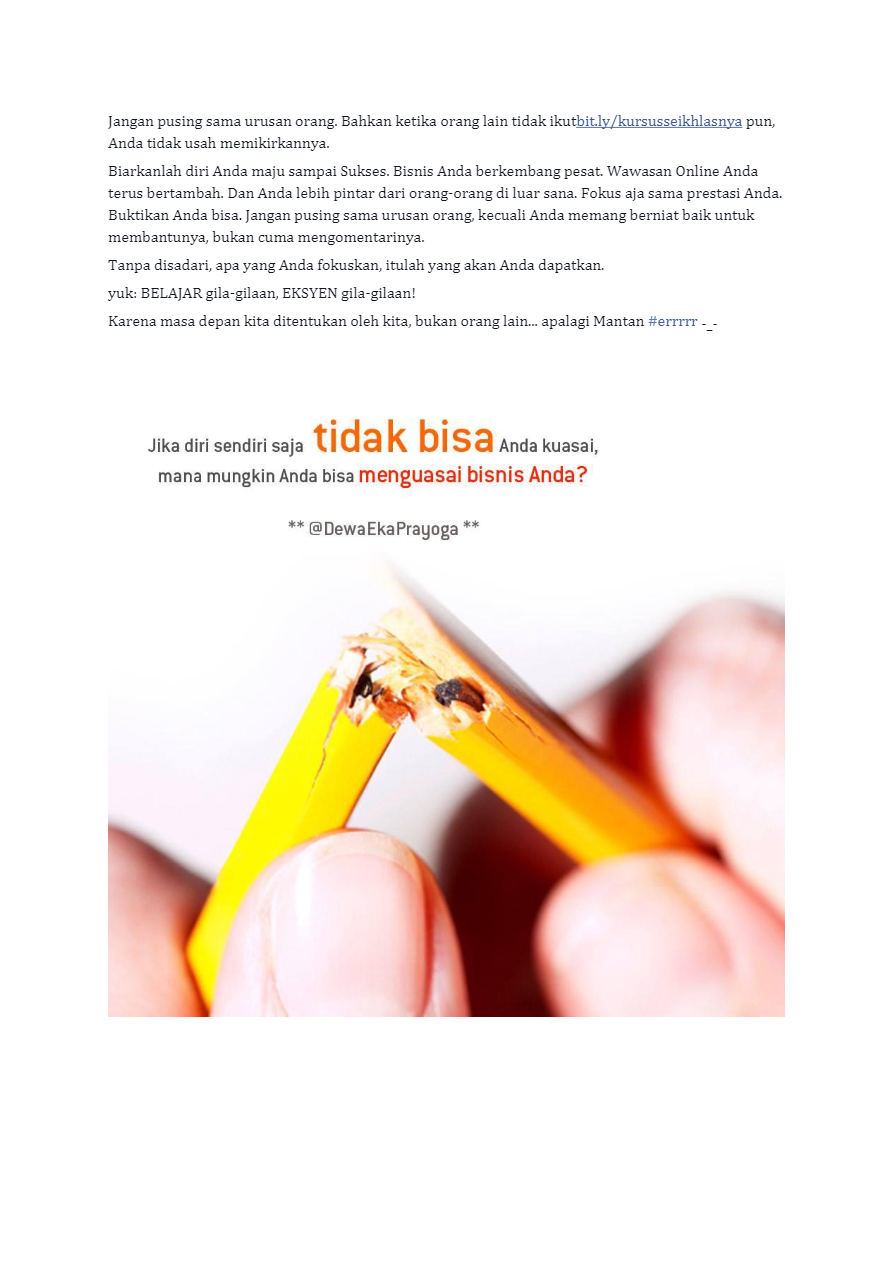 Jangan pusing sama urusan orang. Bahkan ketika orang lain tidak ikutbit.ly/kursusseikhlasnya pun,
Anda tidak usah memikirkannya.
Biarkanlah diri Anda maju sampai Sukses. Bisnis Anda berkembang pesat. Wawasan Online Anda
terus bertambah. Dan Anda lebih pintar dari orang-orang di luar sana. Fokus aja sama prestasi Anda.
Buktikan Anda bisa. Jangan pusing sama urusan orang, kecuali Anda memang berniat baik untuk
membantunya, bukan cuma mengomentarinya.
Tanpa disadari, apa yang Anda fokuskan, itulah yang akan Anda dapatkan.
yuk: BELAJAR gila-gilaan, EKSYEN gila-gilaan!
Karena masa depan kita ditentukan oleh kita, bukan orang lain... apalagi Mantan #errrrr -_-
Jika diri sendiri saja tidak bisa Anda kuasai,
mana mungkin Anda bisa menguasai bisnis Anda?
** @DewaEkaPrayoga **